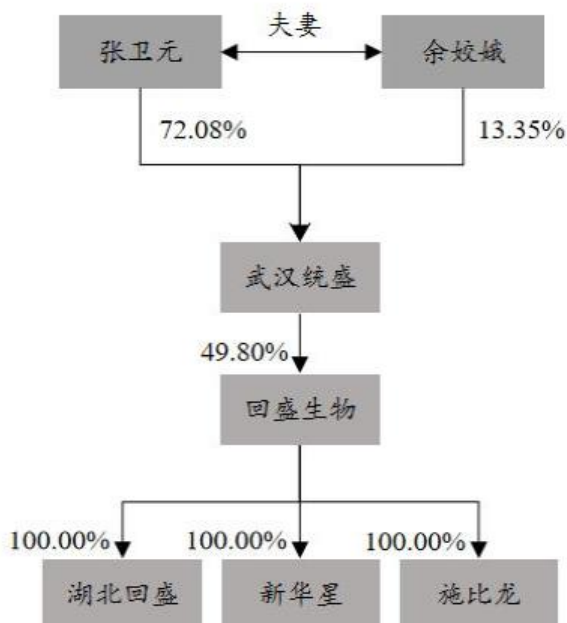 夫妻
张卫元
余姣娥
72.08%
13.35%
武汉统盛
49.80%
回盛生物
100.00%
100.00%
100.00%
湖北回盛
新华星
施比龙